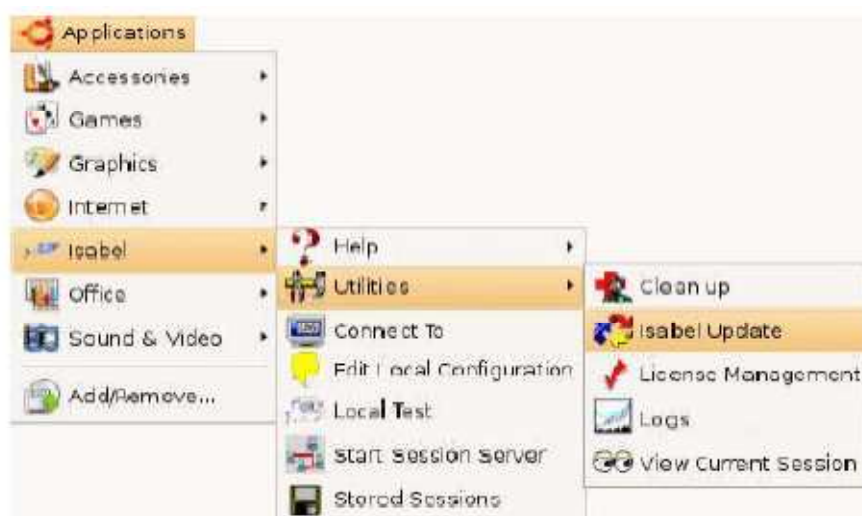 Applications
Accessories
Games
Graphics
Internet
Isabel
Office
Sound & Video
Add/Remove...
Help
Utilities
Connect To
Edit Local Configuration
Local Test
Start Session Server
Stored Sessions
Clean up
Isabel Update
License Management
Logs
View Current Session